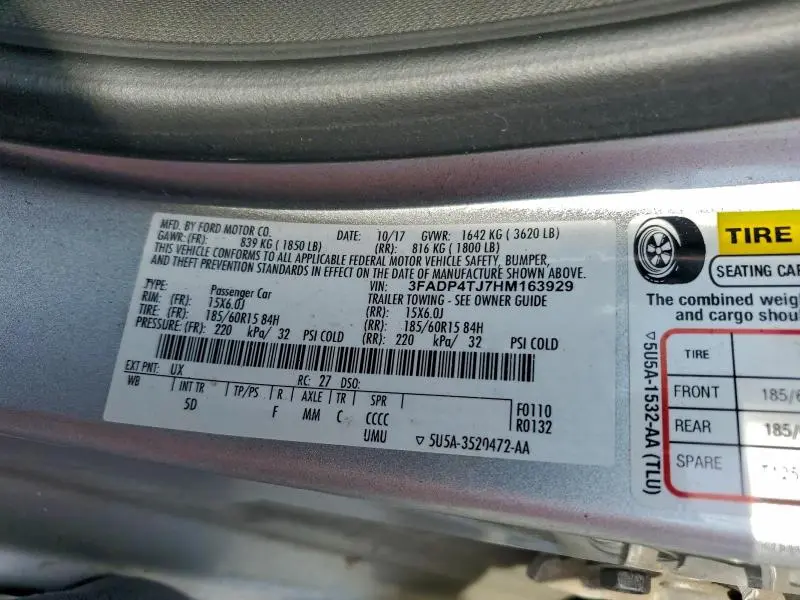 MFD. BY FORD MOTOR CO.
DATE: 10/17 GVWR: 1642 KG ( 3620 LB)
GAWR: (FR): 839 KG ( 1850 LB) (RR): 816 KG ( 1800 LB)
THIS VEHICLE CONFORMS TO ALL APPLICABLE FEDERAL MOTOR VEHICLE SAFETY, BUMPER,
AND THEFT PREVENTION STANDARDS IN EFFECT ON THE DATE OF MANUFACTURE SHOWN ABOVE.
VIN: 3FADP4TJ7HM163929
TYPE: Passenger Car TRAILER TOWING - SEE OWNER GUIDE
RIM: (FR) 15X6.0J (RR) 15X6.0J
TIRE: (FR) 185/60R15 84H (RR) 185/60R15 84H
PRESSURE: (FR) 220 kPa/ 32 PSI COLD (RR) 220 kPa/ 32 PSI COLD
EXT PNT: UX RC: 27 DSO:
WB INT TR TP/PS R AXLE TR SPR
5D F MM C CCCC F0110
UMU R0132
5U5A-3520472-AA
TIRE
SEATING
The combined
and cargo
5U5A-1532-AA (TLU)
TIRE
FRONT
REAR
SPARE